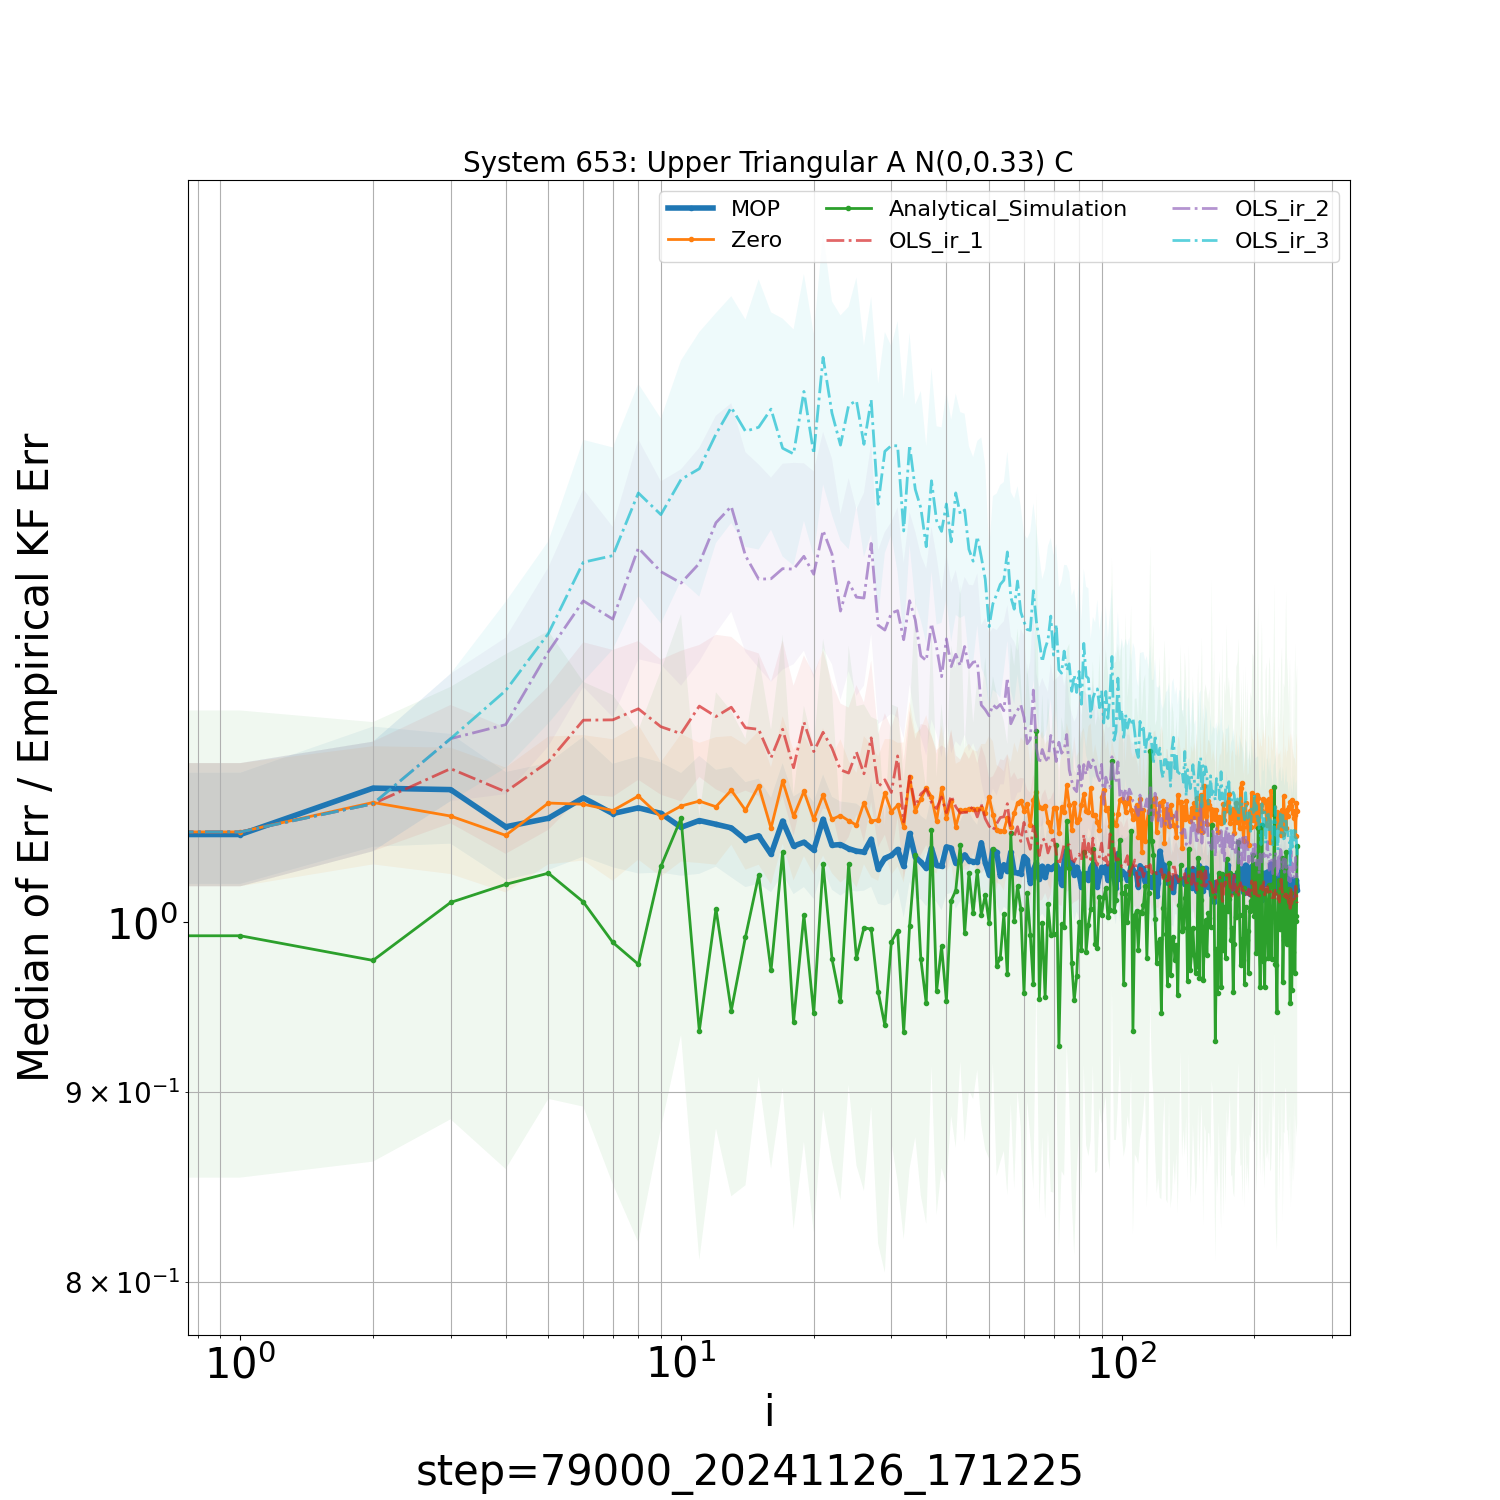 System 653: Upper Triangular A N(0,0.33) C
MOP
Zero
Analytical_Simulation
OLS_ir_1
OLS_ir_2
OLS_ir_3
Median of Err / Empirical KF Err
10⁰
9 × 10⁻¹
8 × 10⁻¹
10⁰ 10¹ 10²
i
step=79000_20241126_171225